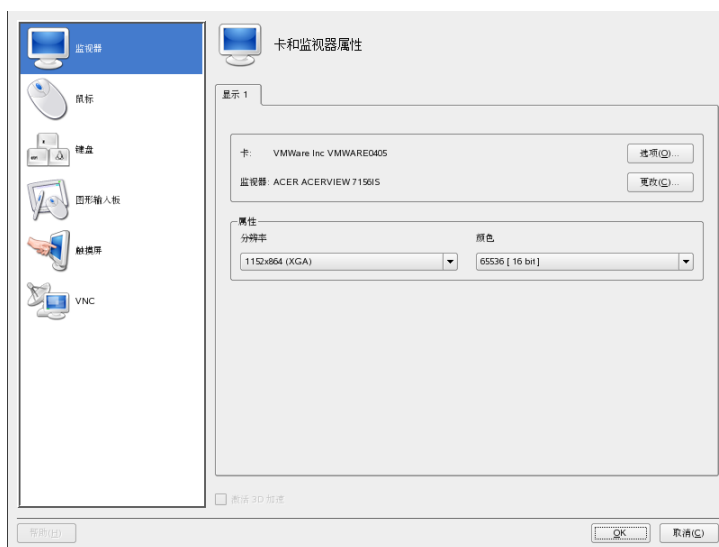 监视器
鼠标
键盘
图形输入板
触摸屏
VNC
卡和监视器属性
显示 1
卡: VMWare Inc VMWARE0405
选项(O)...
监视器: ACER ACERVIEW 7156IS
更改(C)...
属性
分辨率
颜色
1152x864 (XGA)
65536 [ 16 bit ]
激活 3D 加速
帮助(H)
OK
取消(C)